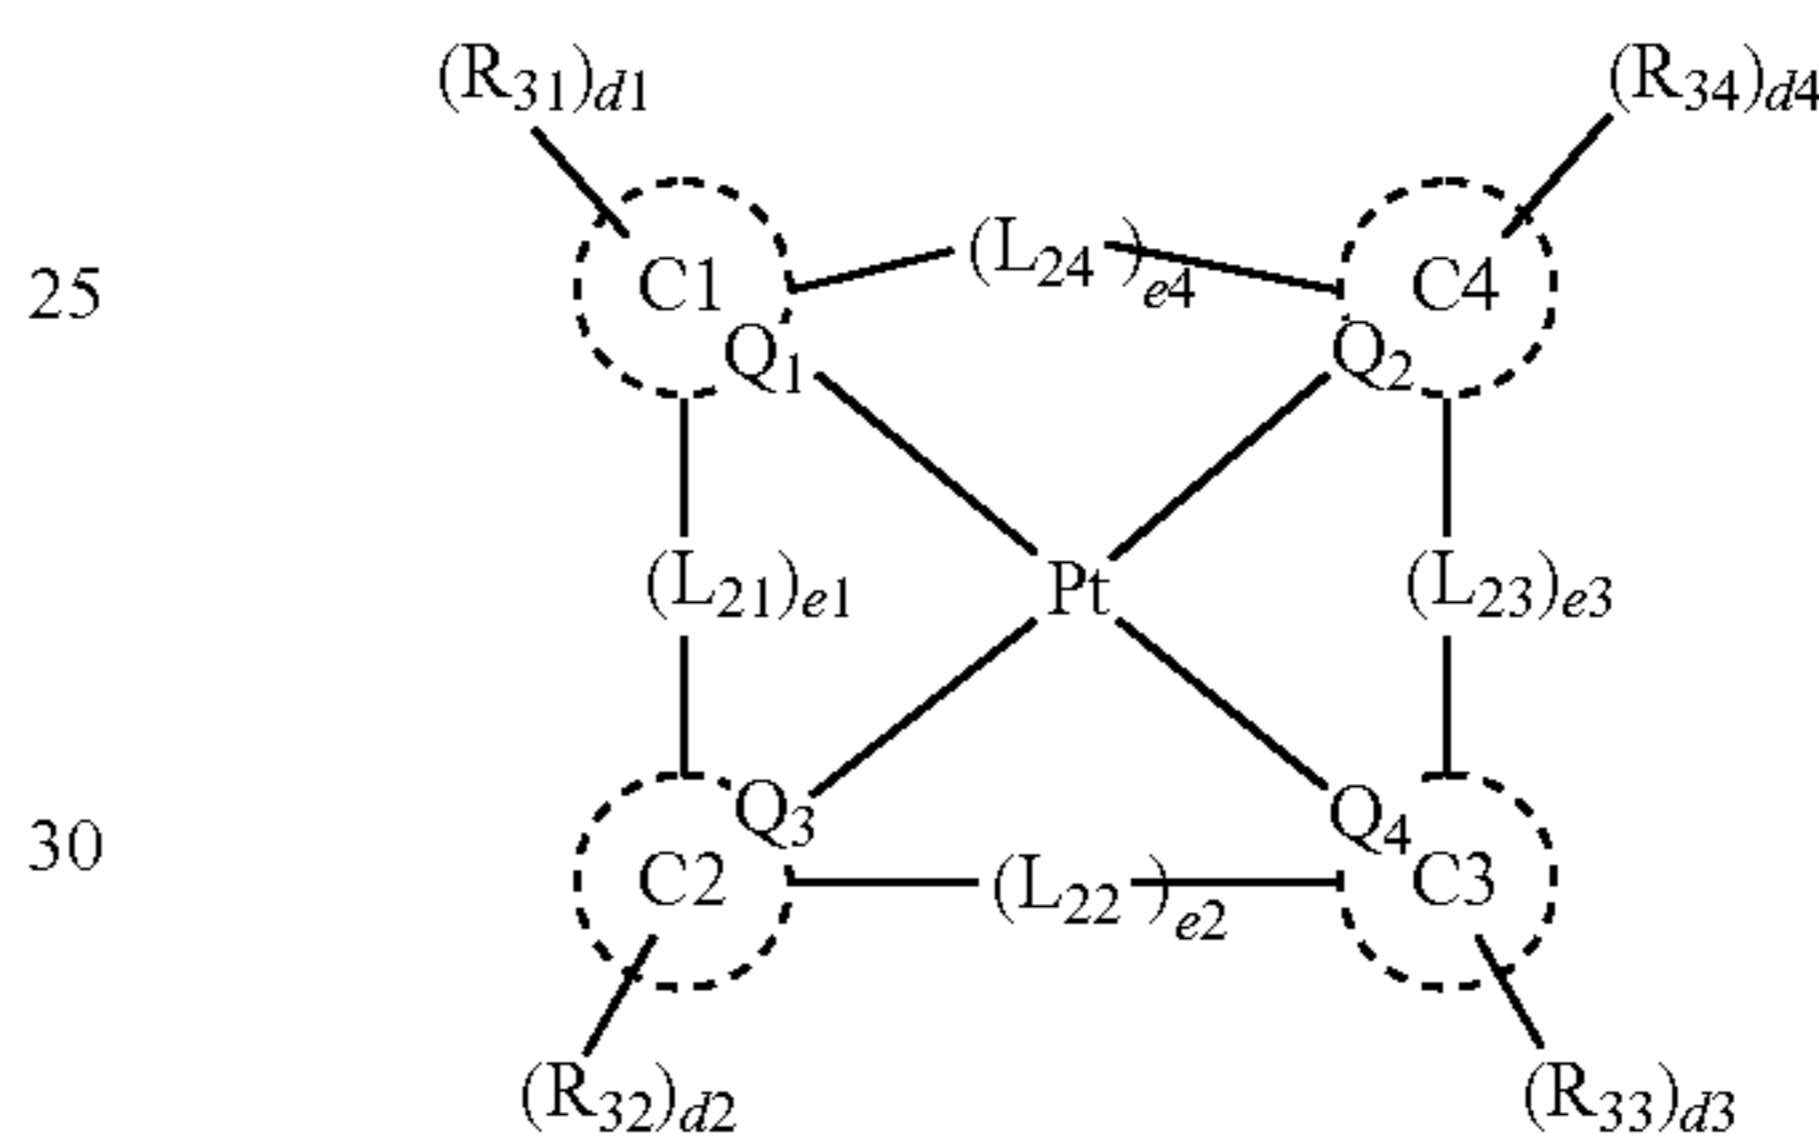 (R31)d1 (R34)d4
(L24)e4
25 C1 C4
Q1 Q2
(L21)e1 Pt (L23)e3
Q3 Q4
30 C2 (L22)e2 C3
(R32)d2 (R33)d3